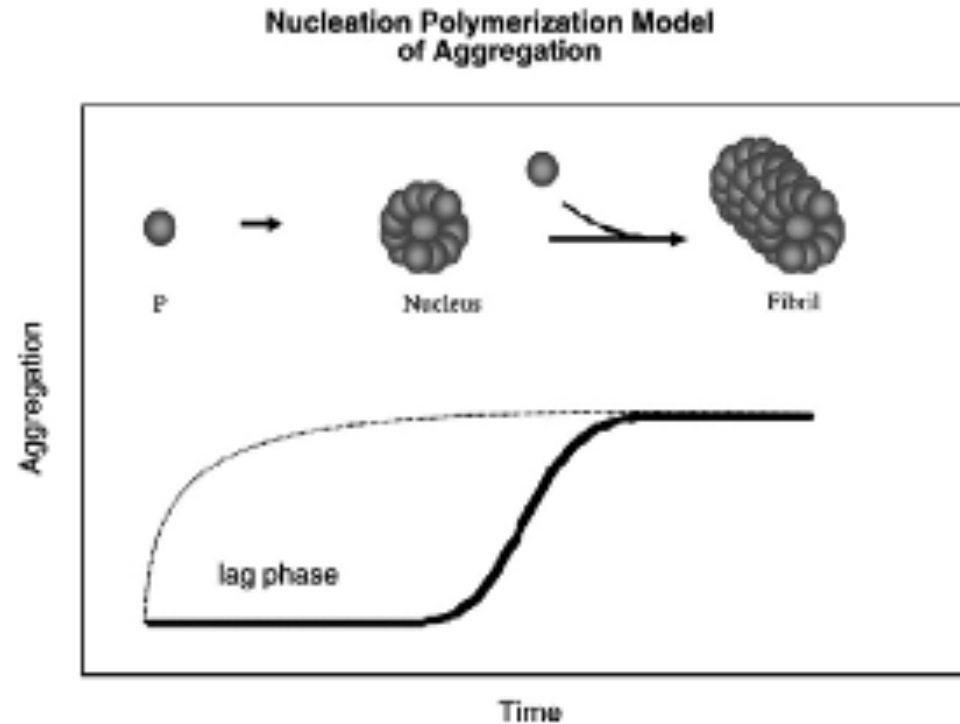 Nucleation Polymerization Model
of Aggregation
P
Nucleus
Fibril
Aggregation
lag phase
Time